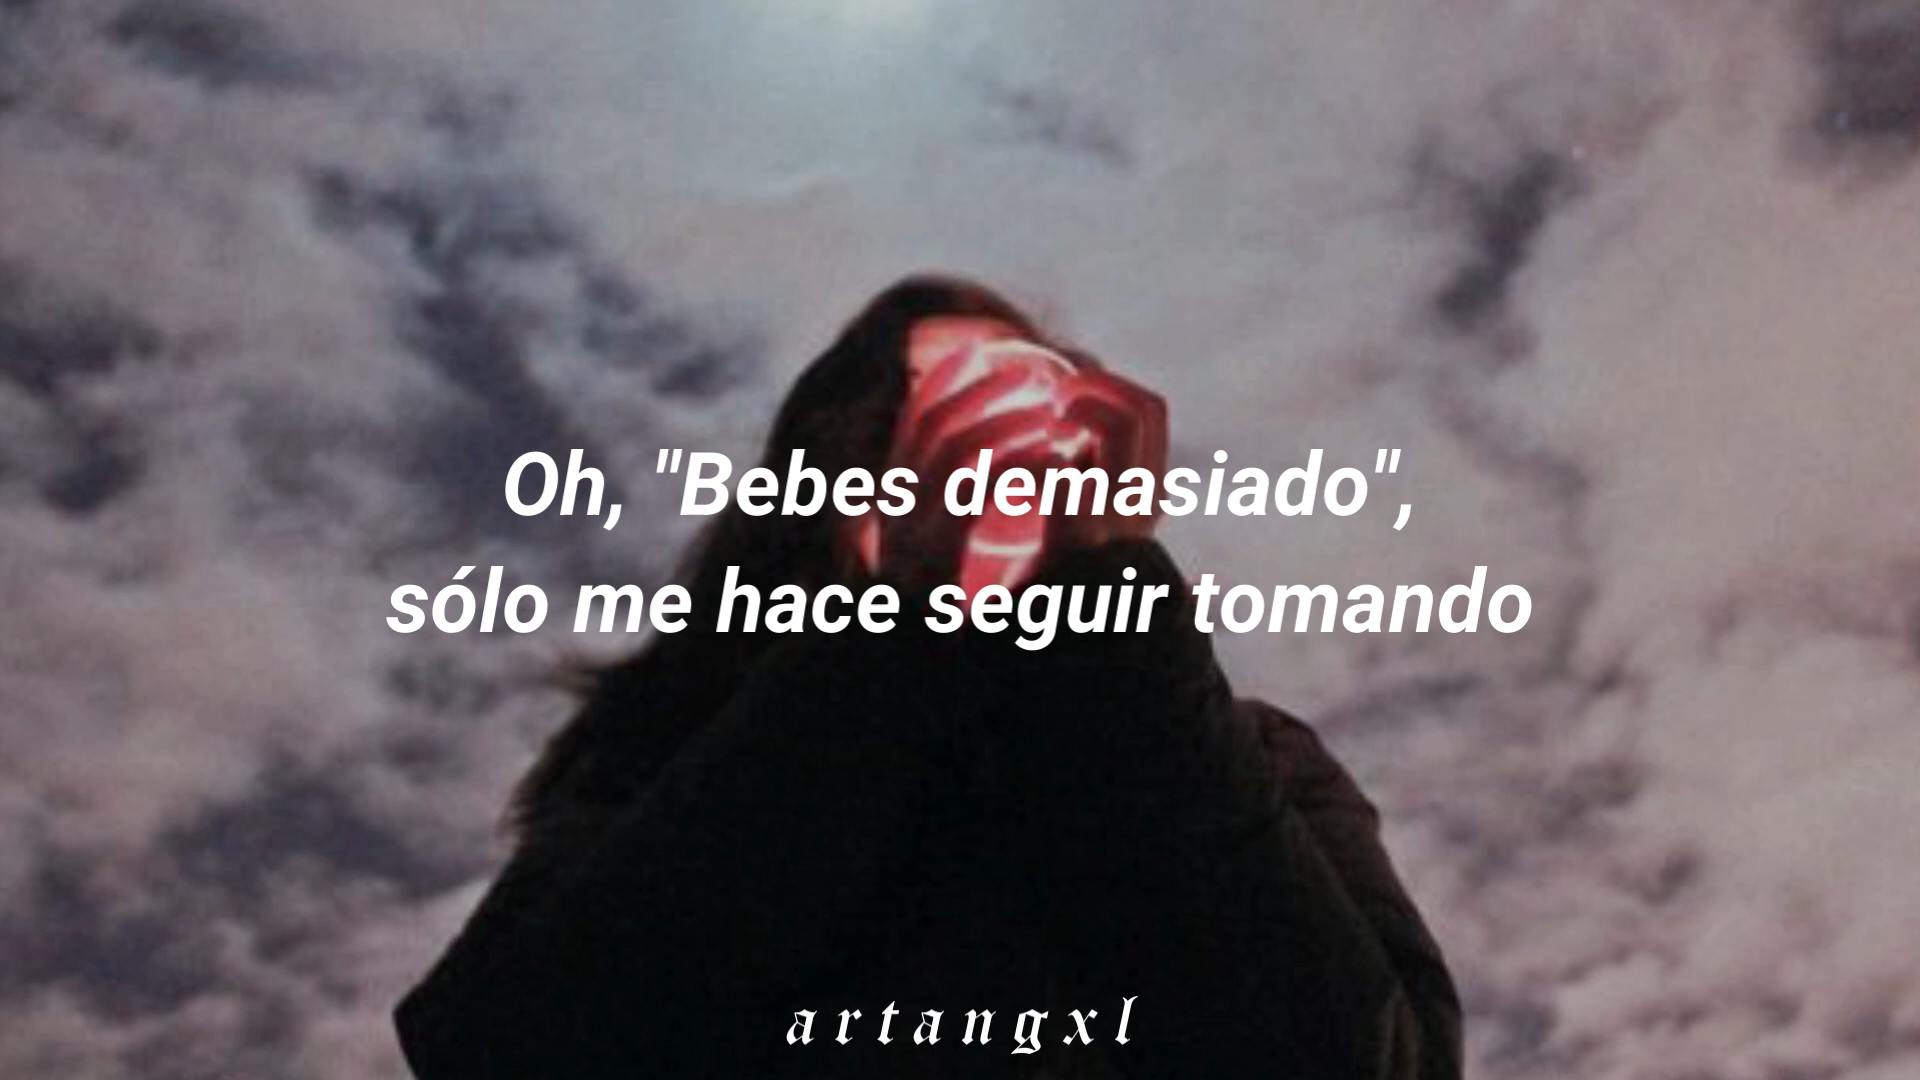 Oh, "Bebes demasiado",
sólo me hace seguir tomando
artangxl